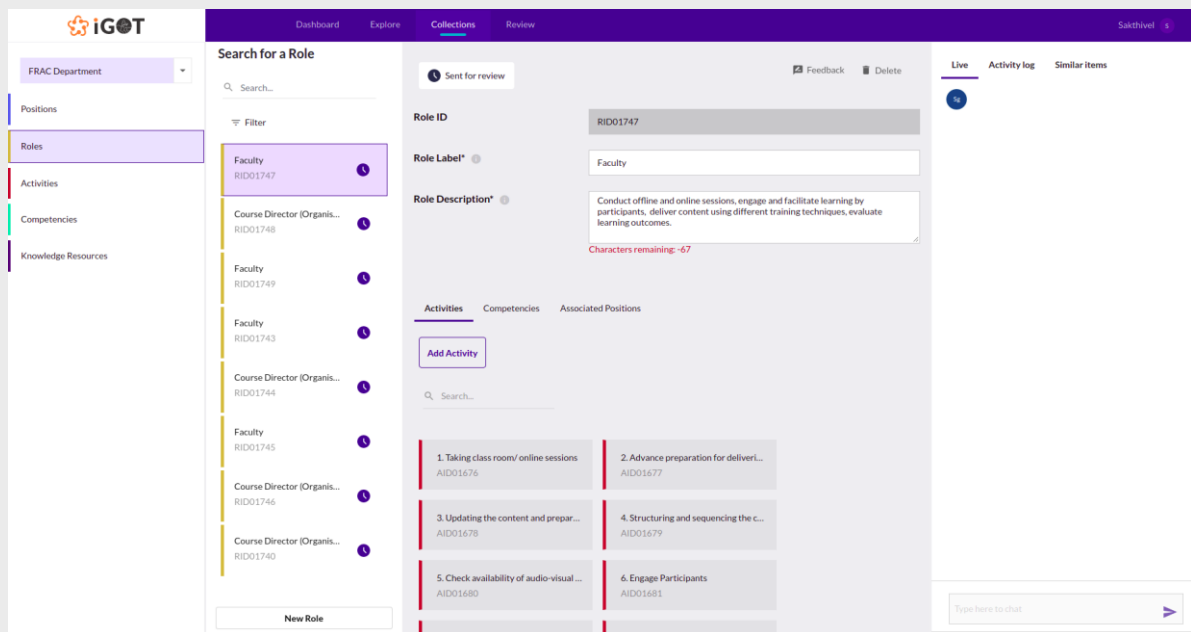 iGOT
Dashboard
Explore
Collections
Review
Sakthivel
s
FRAC Department
Positions
Roles
Activities
Competencies
Knowledge Resources
Search for a Role
Search...
Filter
Faculty
RID01747
Course Director (Organis...
RID01748
Faculty
RID01749
Faculty
RID01743
Course Director (Organis...
RID01744
Faculty
RID01745
Course Director (Organis...
RID01746
Course Director (Organis...
RID01740
New Role
Sent for review
Feedback
Delete
Role ID
RID01747
Role Label*
Faculty
Role Description*
Conduct offline and online sessions, engage and facilitate learning by
participants, deliver content using different training techniques, evaluate
learning outcomes.
Characters remaining: -67
Activities
Competencies
Associated Positions
Add Activity
Search...
1. Taking class room/ online sessions
AID01676
2. Advance preparation for deliveri...
AID01677
3. Updating the content and prepar...
AID01678
4. Structuring and sequencing the c...
AID01679
5. Check availability of audio-visual ...
AID01680
6. Engage Participants
AID01681
Live
Activity log
Similar items
Sg
Type here to chat